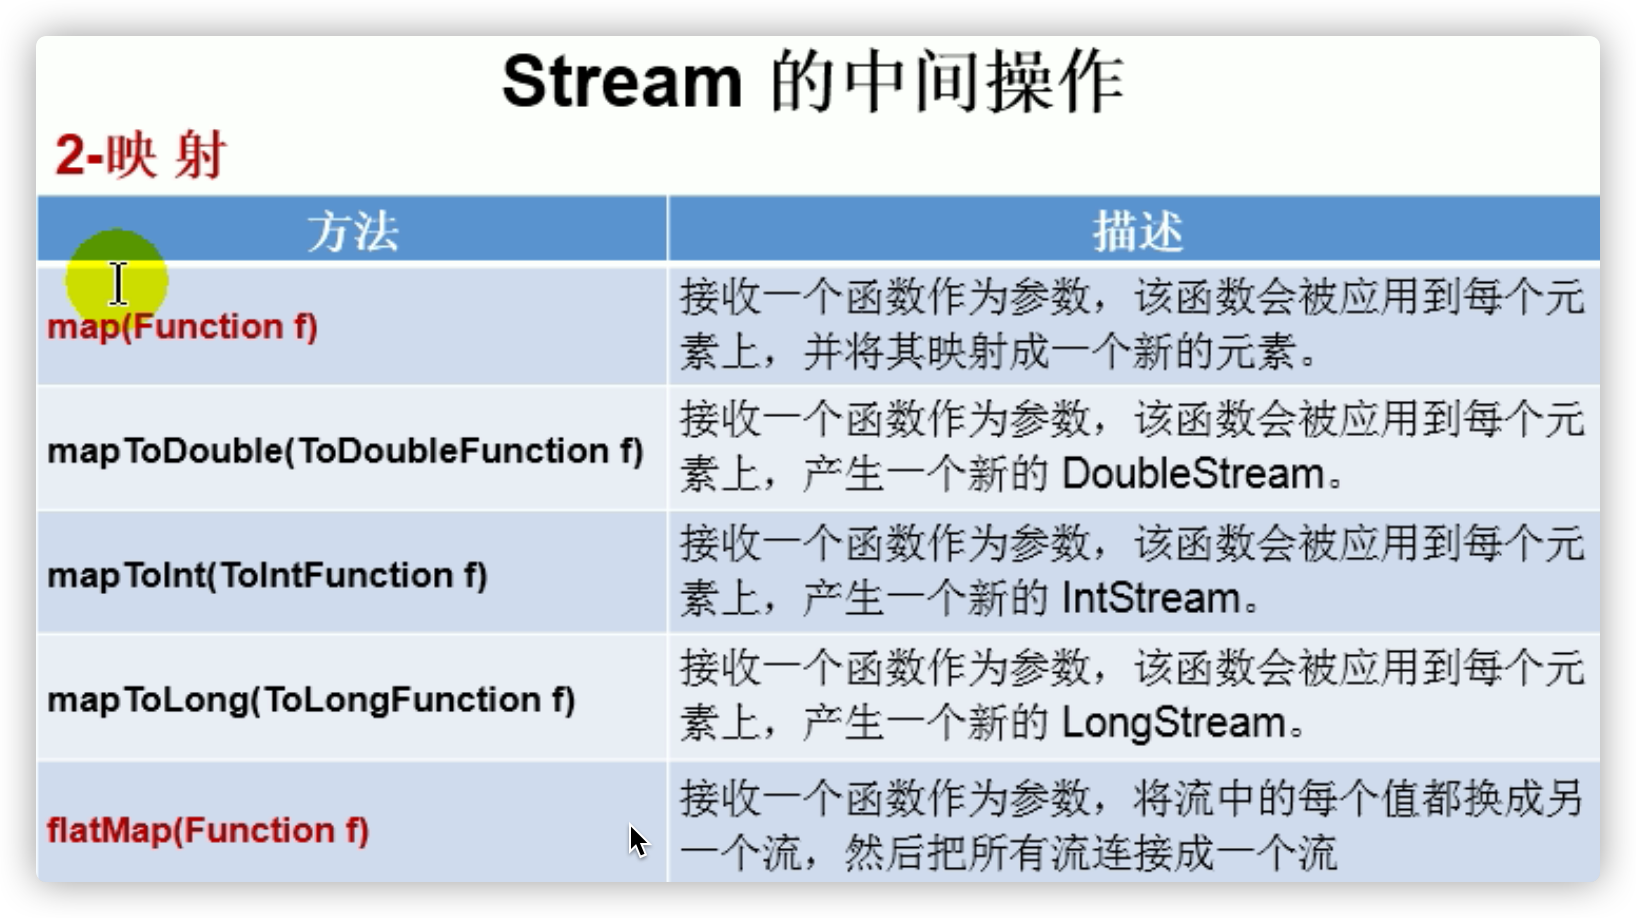 Stream 的中间操作
2-映 射
方法
描述
map(Function f)
接收一个函数作为参数，该函数会被应用到每个元
素上，并将其映射成一个新的元素。
mapToDouble(ToDoubleFunction f)
接收一个函数作为参数，该函数会被应用到每个元
素上，产生一个新的 DoubleStream。
mapToInt(ToIntFunction f)
接收一个函数作为参数，该函数会被应用到每个元
素上，产生一个新的 IntStream。
mapToLong(ToLongFunction f)
接收一个函数作为参数，该函数会被应用到每个元
素上，产生一个新的 LongStream。
flatMap(Function f)
接收一个函数作为参数，将流中的每个值都换成另
一个流，然后把所有流连接成一个流